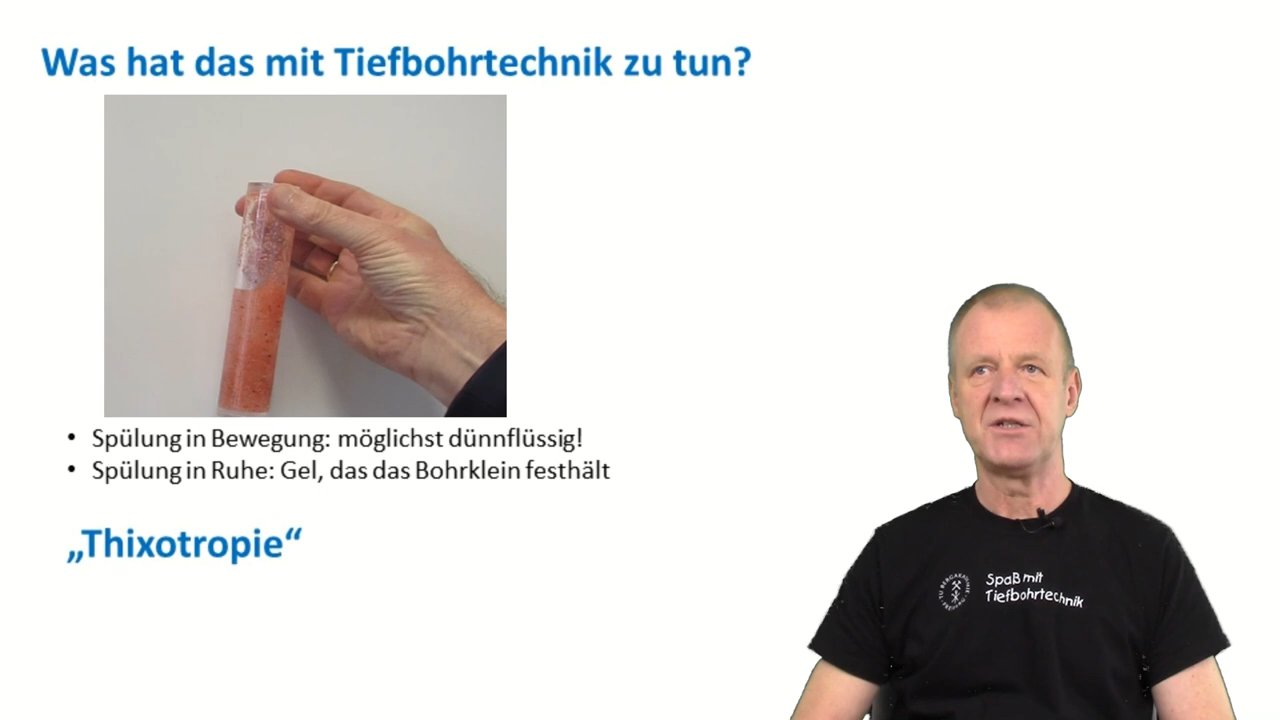 Was hat das mit Tiefbohrtechnik zu tun?
• Spülung in Bewegung: möglichst dünnflüssig!
• Spülung in Ruhe: Gel, das das Bohrklein festhält
„Thixotropie“
Spaß mit
Tiefbohrtechnik